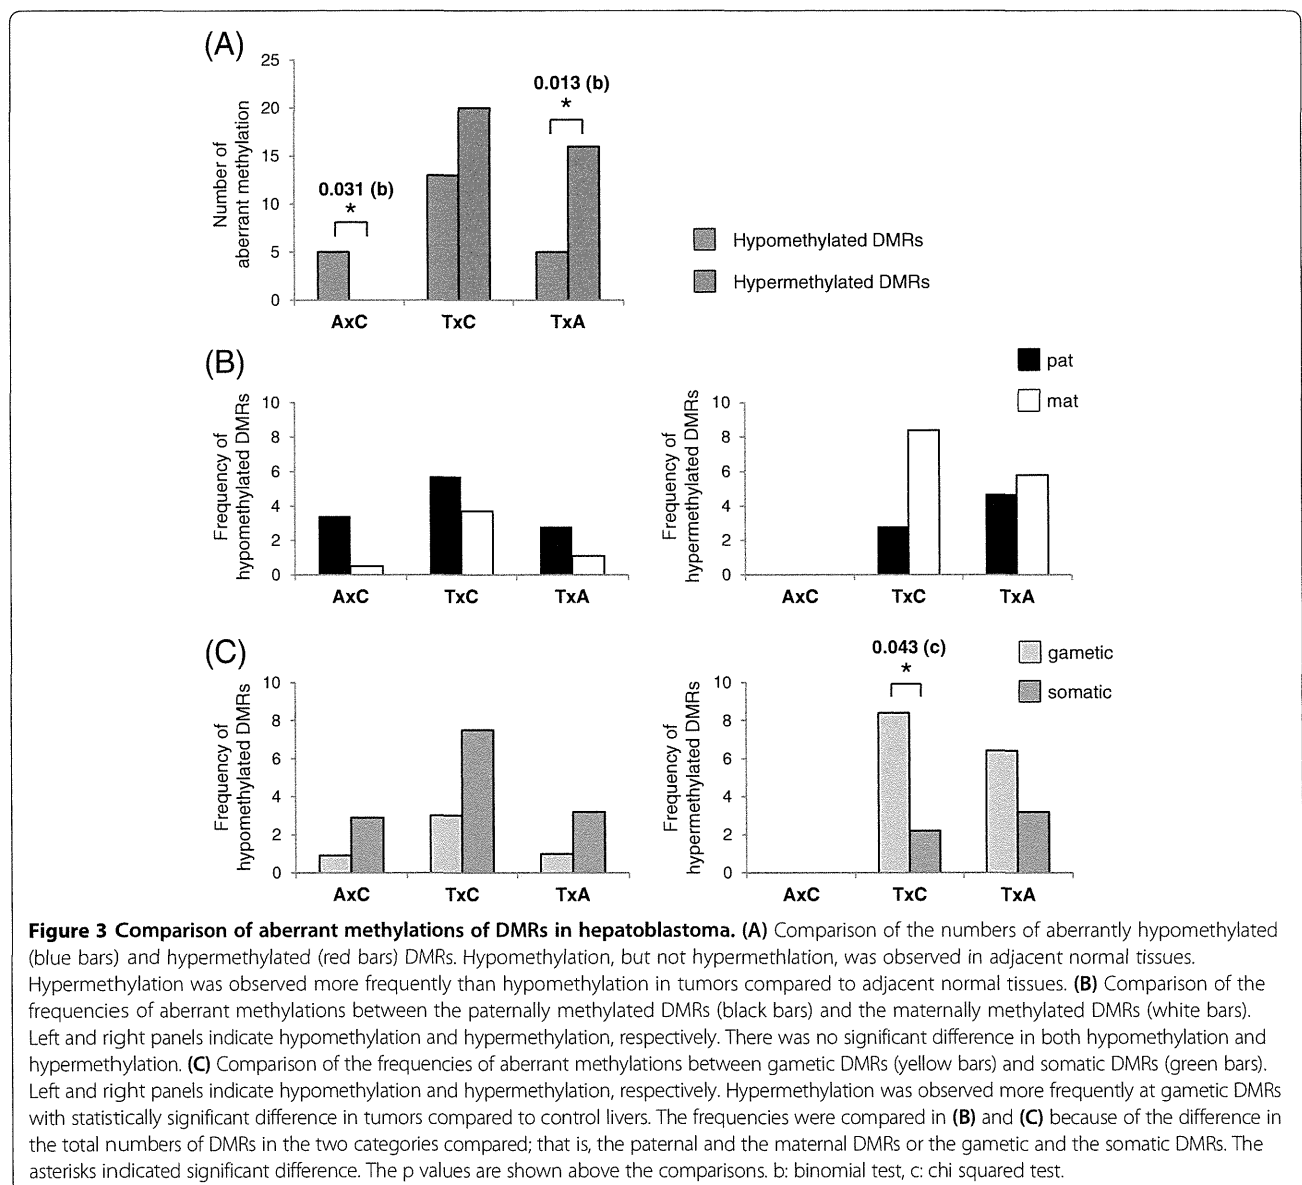 (A)
Number of
aberrant methylation
25
20
15
10
5
0
0.031 (b)
*
0.013 (b)
*
AxC
TxC
TxA
Hypomethylated DMRs
Hypermethylated DMRs
(B)
Frequency of
hypomethylated DMRs
10
8
6
4
2
0
AxC
TxC
TxA
Frequency of
hypermethylated DMRs
10
8
6
4
2
0
AxC
TxC
TxA
pat
mat
(C)
Frequency of
hypomethylated DMRs
10
8
6
4
2
0
AxC
TxC
TxA
Frequency of
hypermethylated DMRs
10
8
6
4
2
0
0.043 (c)
*
AxC
TxC
TxA
gametic
somatic
Figure 3 Comparison of aberrant methylations of DMRs in hepatoblastoma. (A) Comparison of the numbers of aberrantly hypomethylated
(blue bars) and hypermethylated (red bars) DMRs. Hypomethylation, but not hypermethlation, was observed in adjacent normal tissues.
Hypermethylation was observed more frequently than hypomethylation in tumors compared to adjacent normal tissues. (B) Comparison of the
frequencies of aberrant methylations between the paternally methylated DMRs (black bars) and the maternally methylated DMRs (white bars).
Left and right panels indicate hypomethylation and hypermethylation, respectively. There was no significant difference in both hypomethylation and
hypermethylation. (C) Comparison of the frequencies of aberrant methylations between gametic DMRs (yellow bars) and somatic DMRs (green bars).
Left and right panels indicate hypomethylation and hypermethylation, respectively. Hypermethylation was observed more frequently at gametic DMRs
with statistically significant difference in tumors compared to control livers. The frequencies were compared in (B) and (C) because of the difference in
the total numbers of DMRs in the two categories compared; that is, the paternal and the maternal DMRs or the gametic and the somatic DMRs. The
asterisks indicated significant difference. The p values are shown above the comparisons. b: binomial test, c: chi squared test.